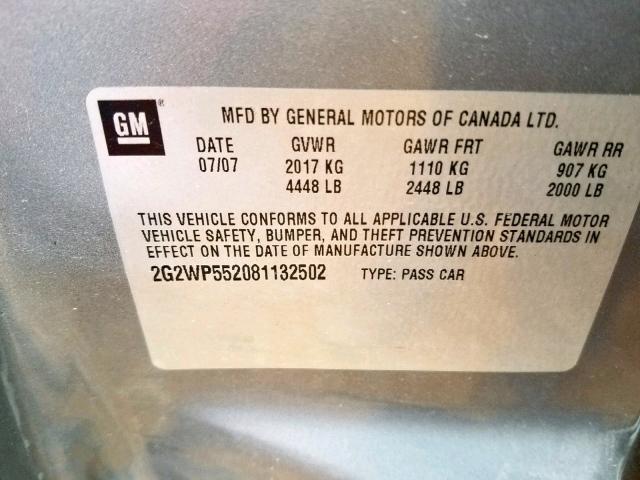 GM®
MFD BY GENERAL MOTORS OF CANADA LTD.
DATE GVWR GAWR FRT GAWR RR
07/07 2017 KG 1110 KG 907 KG
4448 LB 2448 LB 2000 LB
THIS VEHICLE CONFORMS TO ALL APPLICABLE U.S. FEDERAL MOTOR
VEHICLE SAFETY, BUMPER, AND THEFT PREVENTION STANDARDS IN
EFFECT ON THE DATE OF MANUFACTURE SHOWN ABOVE.
2G2WP552081132502 TYPE: PASS CAR